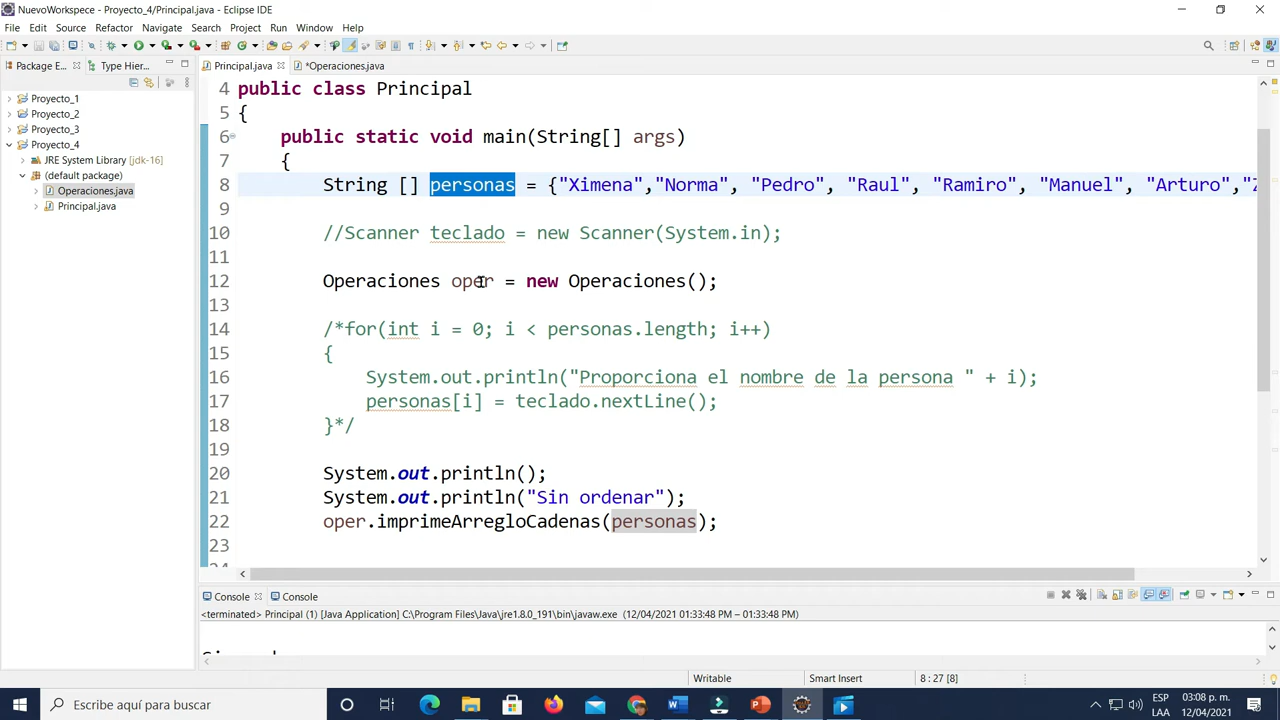 NuevoWorkspece - Proyecto_4/Principal.java - Eclipse IDE
File Edit Source Refactor Navigate Search Project Run Window Help
Package E... Type Hier... Principal.java *Operaciones.java
Proyecto_1
Proyecto_2
Proyecto_3
Proyecto_4
JRE System Library [jdk-16]
(default package)
Operaciones.java
Principal.java
4 public class Principal
5 {
6 public static void main(String[] args)
7 {
8 String [] personas = {"Ximena","Norma", "Pedro", "Raul", "Ramiro", "Manuel", "Arturo","Z
9
10 //Scanner teclado = new Scanner(System.in);
11
12 Operaciones oper = new Operaciones();
13
14 /*for(int i = 0; i < personas.length; i++)
15 {
16 System.out.println("Proporciona el nombre de la persona " + i);
17 personas[i] = teclado.nextLine();
18 }*/
19
20 System.out.println();
21 System.out.println("Sin ordenar");
22 oper.imprimeArregloCadenas(personas);
23
Console Console
<terminated> Principal (1) [Java Application] C:\Program Files\Java\jre1.8.0_191\bin\javaw.exe (12/04/2021 01:33:48 PM – 01:33:48 PM)
Writable Smart Insert 8 : 27 [8]
Escribe aquí para buscar
ESP 03:08 p. m.
LAA 12/04/2021